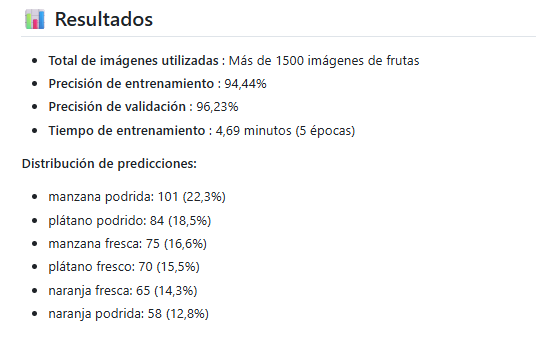 Resultados
Total de imágenes utilizadas : Más de 1500 imágenes de frutas
Precisión de entrenamiento : 94,44%
Precisión de validación : 96,23%
Tiempo de entrenamiento : 4,69 minutos (5 épocas)
Distribución de predicciones:
manzana podrida: 101 (22,3%)
plátano podrido: 84 (18,5%)
manzana fresca: 75 (16,6%)
plátano fresco: 70 (15,5%)
naranja fresca: 65 (14,3%)
naranja podrida: 58 (12,8%)